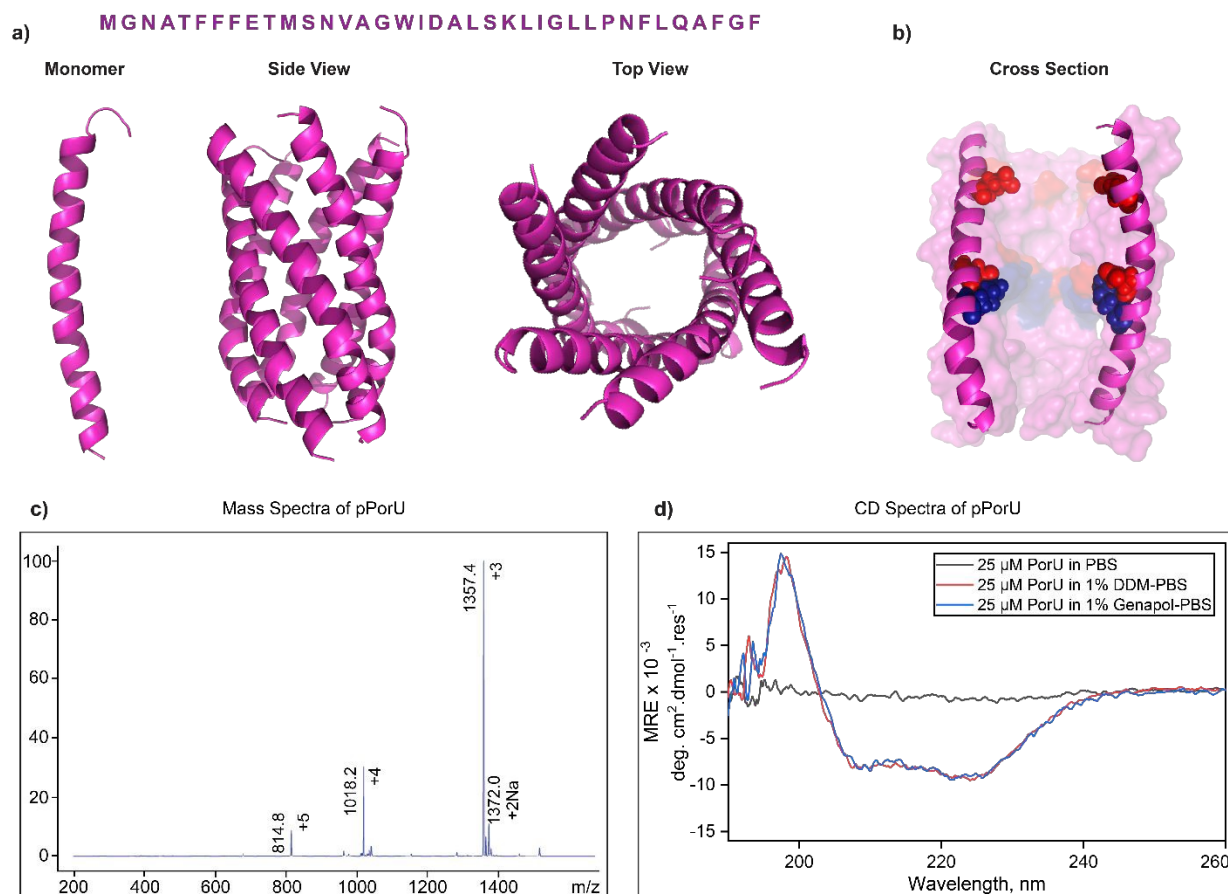 MGNATFFFETMSNVAGWIDALSKLIGLLPNFLQAFGF
a)
b)
Monomer
Side View
Top View
Cross Section
c)
Mass Spectra of pPorU
100
80
60
40
20
0
814.8
+5
1018.2
+4
1357.4
+3
1372.0
+2Na
200
400
600
800
1000
1200
1400
m/z
d)
CD Spectra of pPorU
25 µM PorU in PBS
25 µM PorU in 1% DDM-PBS
25 µM PorU in 1% Genapol-PBS
MRE x 10⁻³
deg. cm².dmol⁻¹.res⁻¹
15
10
5
0
-5
-10
-15
200
220
240
260
Wavelength, nm